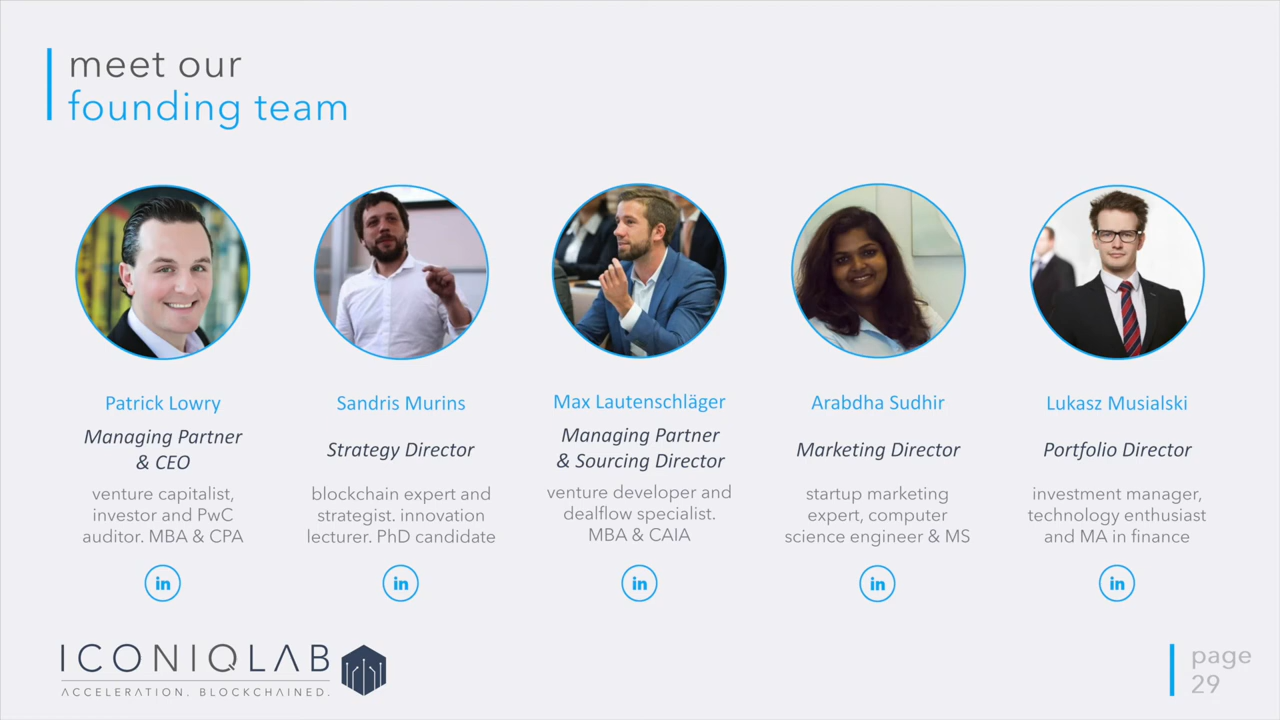 meet our
founding team
Patrick Lowry
Managing Partner
& CEO
venture capitalist,
investor and PwC
auditor. MBA & CPA
in
Sandris Murins
Strategy Director
blockchain expert and
strategist. innovation
lecturer. PhD candidate
in
Max Lautenschläger
Managing Partner
& Sourcing Director
venture developer and
dealflow specialist.
MBA & CAIA
in
Arabdha Sudhir
Marketing Director
startup marketing
expert, computer
science engineer & MS
in
Lukasz Musialski
Portfolio Director
investment manager,
technology enthusiast
and MA in finance
in
ICONIQLAB
ACCELERATION. BLOCKCHAINED.
page
29